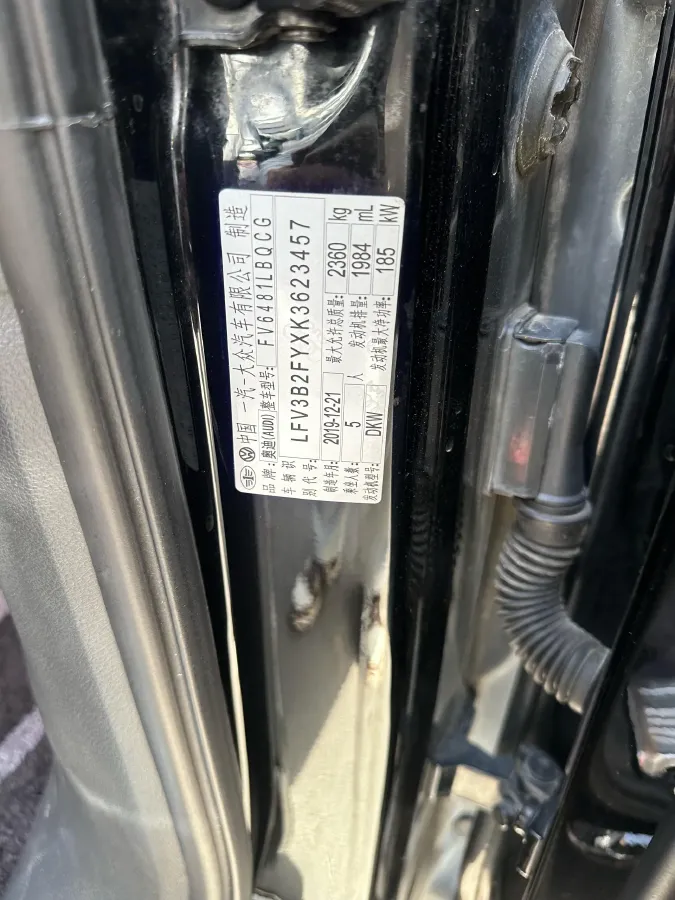 中国 一汽-大众汽车有限公司 制造
品牌:奥迪(AUDI) 整车型号: FV6481LBQCG
车辆识别代号: LFV3B2FYXK3623457
制造年月: 2019-12-21 最大允许总质量: 2360 kg
乘坐人数: 5 人 发动机排量: 1984 mL
发动机型号: DKW 发动机最大净功率: 185 kW